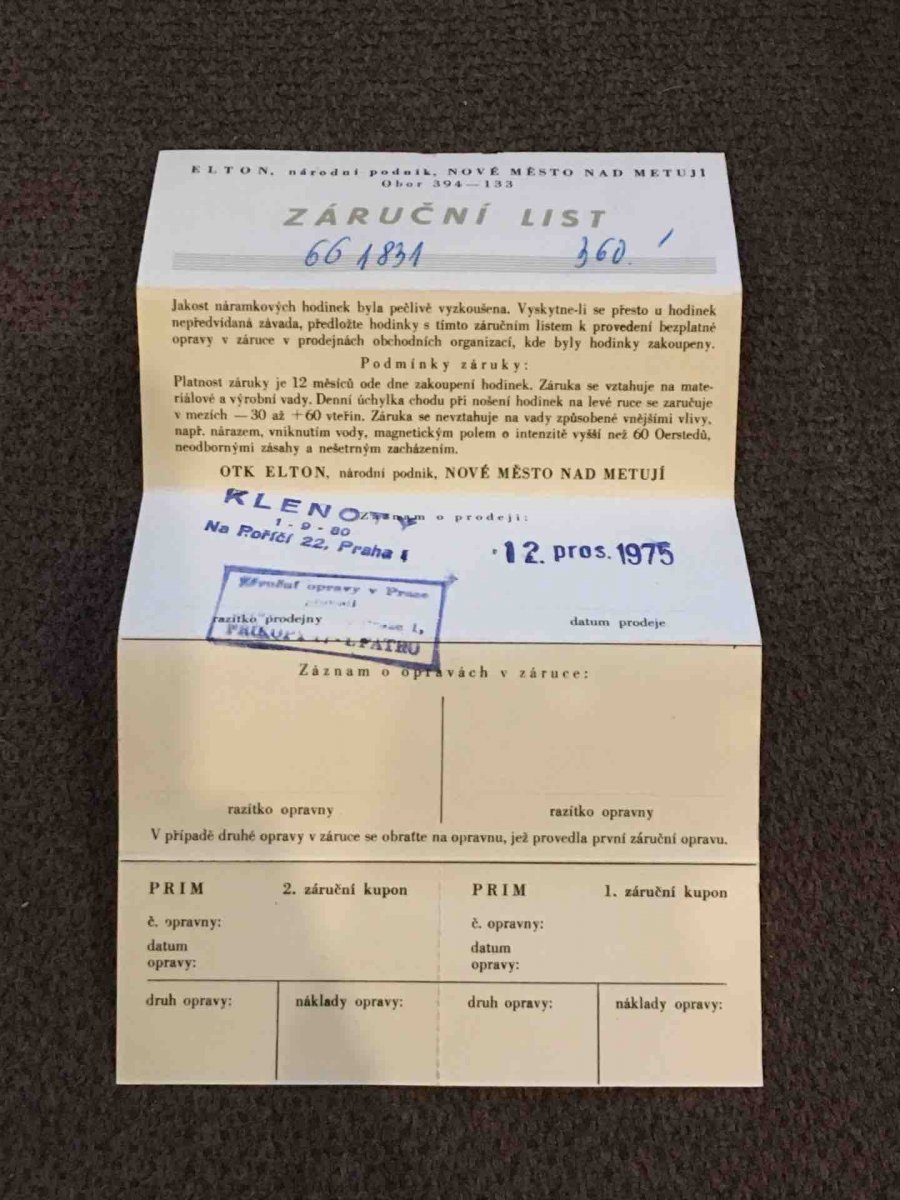 ELTON, národní podnik, NOVÉ MĚSTO NAD METUJÍ
Obor 394—133
ZÁRUČNÍ LIST
66 1831 360.
Jakost náramkových hodinek byla pečlivě vyzkoušena. Vyskytne-li se přesto u hodinek
nepředvídaná závada, předložte hodinky s tímto záručním listem k provedení bezplatné
opravy v záruce v prodejnách obchodních organizací, kde byly hodinky zakoupeny.
Podmínky záruky:
Platnost záruky je 12 měsíců ode dne zakoupení hodinek. Záruka se vztahuje na mate-
riálové a výrobní vady. Denní úchylka chodu při nošení hodinek na levé ruce se zaručuje
v mezích —30 až +60 vteřin. Záruka se nevztahuje na vady způsobené vnějšími vlivy,
např. nárazem, vniknutím vody, magnetickým polem o intenzitě vyšší než 60 Oerstedů,
neodbornými zásahy a nešetrným zacházením.
OTK ELTON, národní podnik, NOVÉ MĚSTO NAD METUJÍ
KLENOTY
Záznam o prodeji:
1-9-80
Na Poříčí 22, Praha 1
12. pros. 1975
Záruční opravy v Praze
razítko prodejny
datum prodeje
Záznam o opravách v záruce:
razítko opravny razítko opravny
V případě druhé opravy v záruce se obraťte na opravnu, jež provedla první záruční opravu.
PRIM 2. záruční kupon PRIM 1. záruční kupon
č. opravny: č. opravny:
datum datum
opravy: opravy:
druh opravy: náklady opravy: druh opravy: náklady opravy: